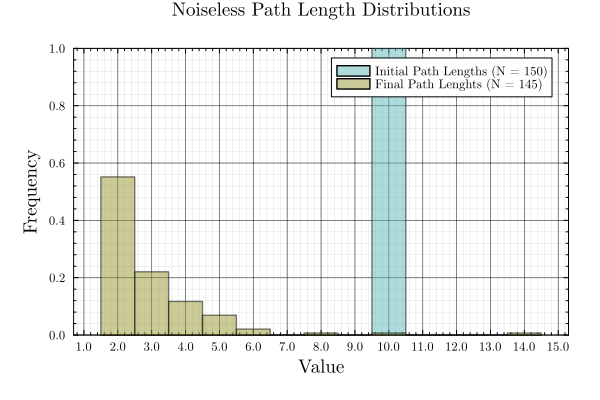 Noiseless Path Length Distributions
Initial Path Lengths (N = 150)
Final Path Lenghts (N = 145)
Frequency
1.0
0.8
0.6
0.4
0.2
0.0
1.0 2.0 3.0 4.0 5.0 6.0 7.0 8.0 9.0 10.0 11.0 12.0 13.0 14.0 15.0
Value